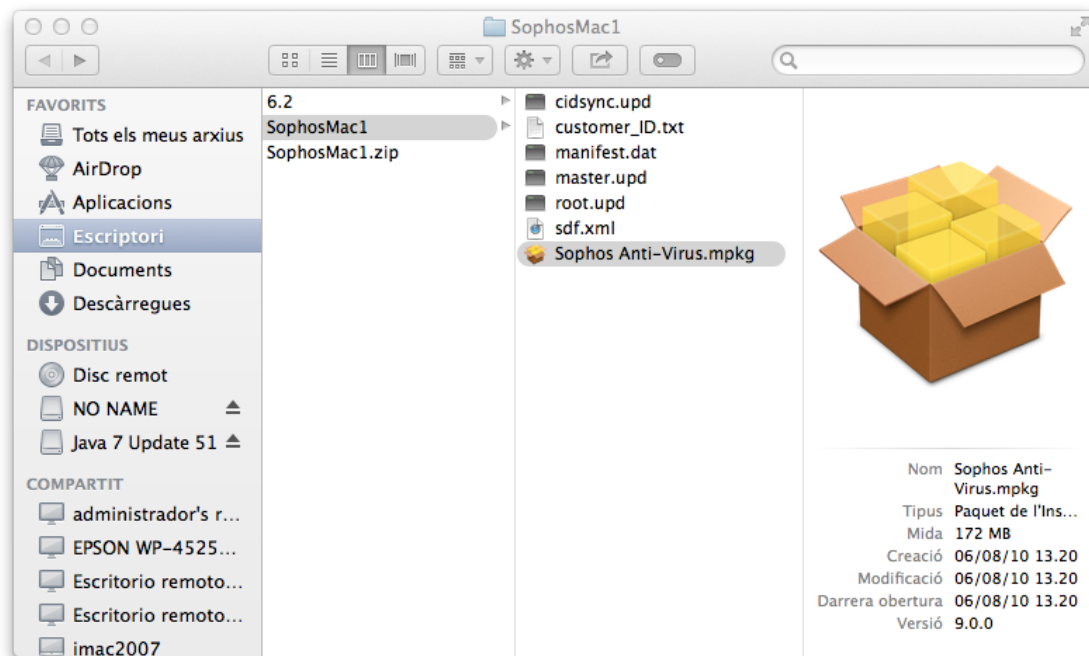 SophosMac1
FAVORITS
Tots els meus arxius
AirDrop
Aplicacions
Escriptori
Documents
Descàrregues
DISPOSITIUS
Disc remot
NO NAME
Java 7 Update 51
COMPARTIT
administrador's r...
EPSON WP-4525...
Escritorio remoto...
Escritorio remoto...
imac2007
6.2
SophosMac1
SophosMac1.zip
cidsync.upd
customer_ID.txt
manifest.dat
master.upd
root.upd
sdf.xml
Sophos Anti-Virus.mpkg
Nom Sophos Anti-
Virus.mpkg
Tipus Paquet de l'Ins...
Mida 172 MB
Creació 06/08/10 13.20
Modificació 06/08/10 13.20
Darrera obertura 06/08/10 13.20
Versió 9.0.0